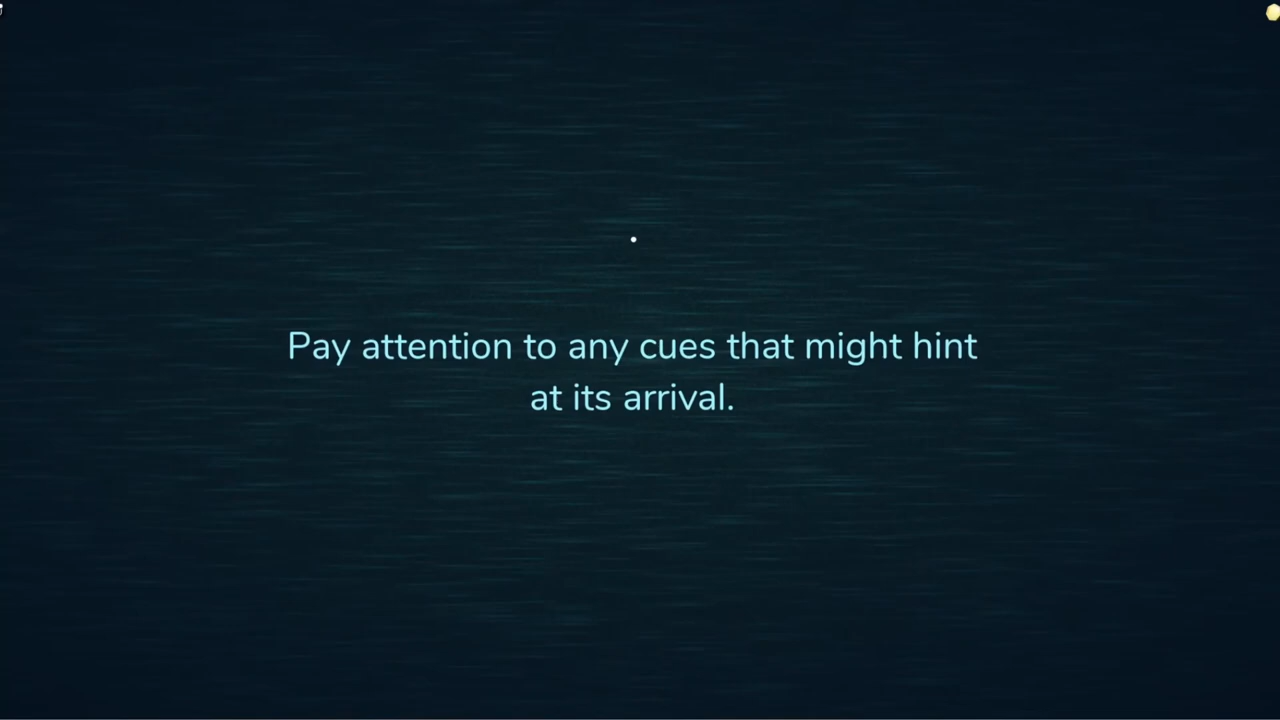 Pay attention to any cues that might hint
at its arrival.